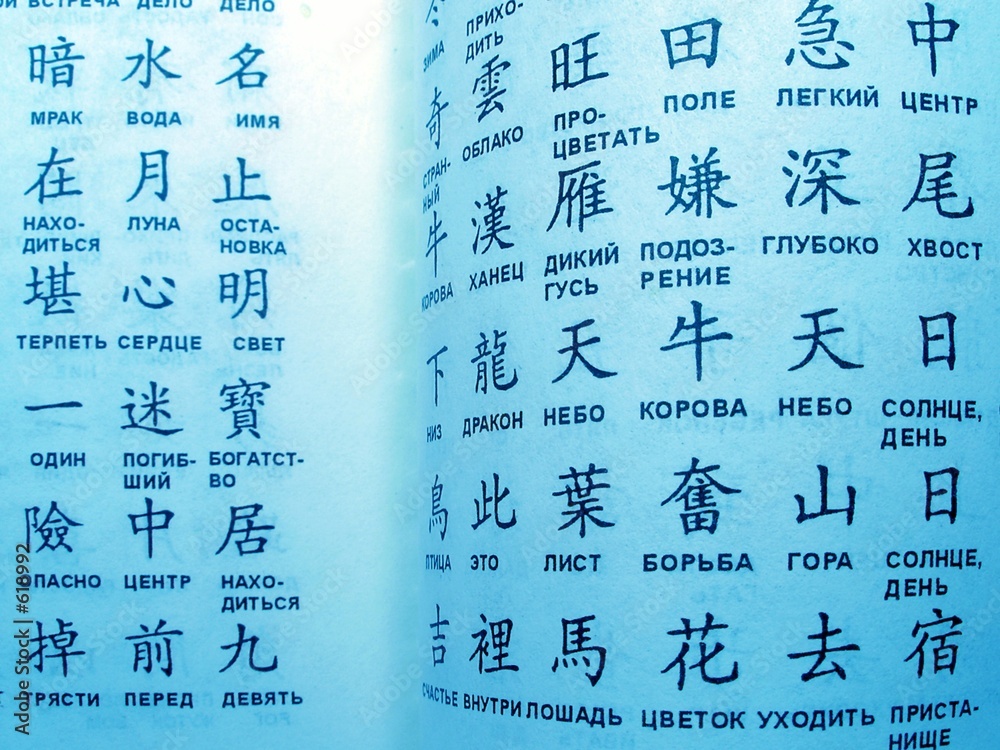 ВСТРЕЧА ДЕЛО ДЕЛО
暗 水 名
МРАК ВОДА ИМЯ
在 月 止
НАХО- ЛУНА ОСТА-
ДИТЬСЯ НОВКА
堪 心 明
ТЕРПЕТЬ СЕРДЦЕ СВЕТ
一 迷 寶
ОДИН ПОГИБ- БОГАТСТ-
ШИЙ ВО
險 中 居
ОПАСНО ЦЕНТР НАХО-
ДИТЬСЯ
掉 前 九
ТРЯСТИ ПЕРЕД ДЕВЯТЬ
ПРИХО-
ДИТЬ
ЗИМА
奇 雲 旺 田 急 中
СТРАН- ОБЛАКО ПРО- ПОЛЕ ЛЕГКИЙ ЦЕНТР
НЫЙ ЦВЕТАТЬ
牛 漢 雁 嫌 深 尾
КОРОВА ХАНЕЦ ДИКИЙ ПОДОЗ- ГЛУБОКО ХВОСТ
ГУСЬ РЕНИЕ
下 龍 天 牛 天 日
НИЗ ДРАКОН НЕБО КОРОВА НЕБО СОЛНЦЕ,
ДЕНЬ
鳥 此 葉 奮 山 日
ПТИЦА ЭТО ЛИСТ БОРЬБА ГОРА СОЛНЦЕ,
ДЕНЬ
吉 裡 馬 花 去 宿
СЧАСТЬЕ ВНУТРИ ЛОШАДЬ ЦВЕТОК УХОДИТЬ ПРИСТА-
НИЩЕ
Adobe Stock | #618992